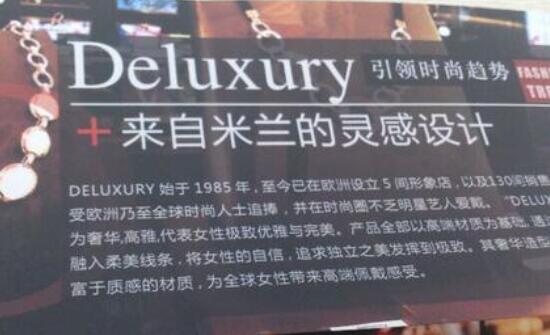 Deluxury 引领时尚趋势
FASH
TR
+来自米兰的灵感设计
DELUXURY 始于 1985 年，至今已在欧洲设立 5 间形象店，以及130间销售
受欧洲乃至全球时尚人士追捧，并在时尚圈不乏明星艺人爱戴。 “DELU
为奢华,高雅,代表女性极致优雅与完美。产品全部以高端材质为基础,通
融入柔美线条，将女性的自信，追求独立之美发挥到极致。其奢华造型
富于质感的材质，为全球女性带来高端佩戴感受。